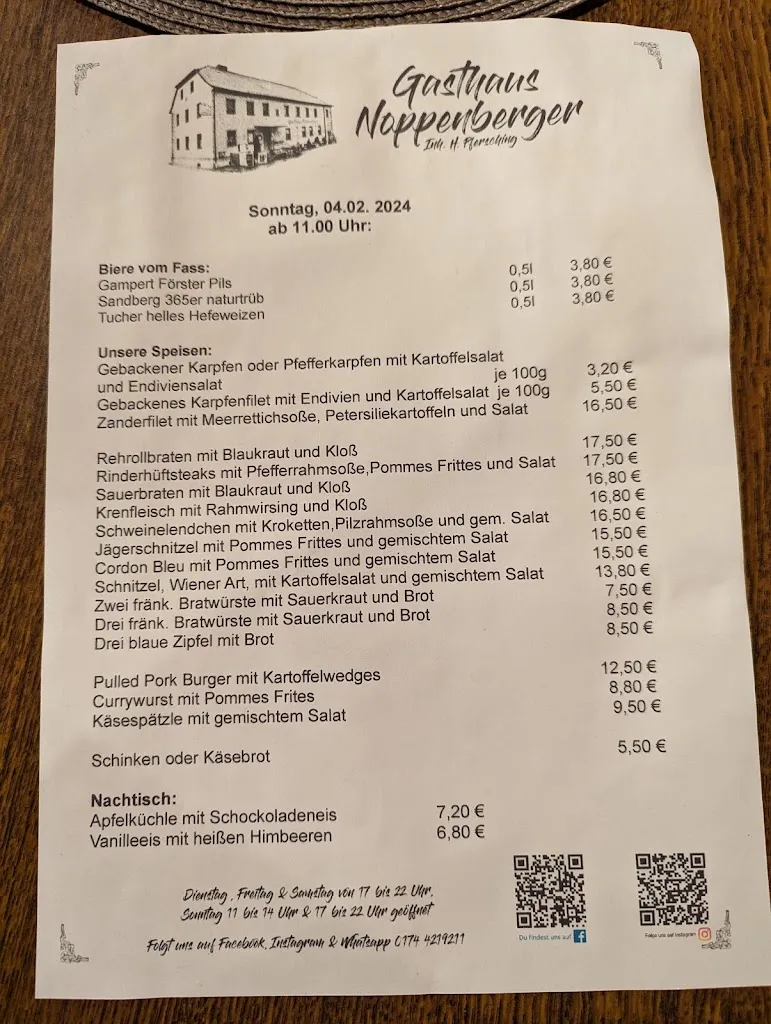 Gasthaus
Noppenberger
Inh. H. Pfersching
Sonntag, 04.02. 2024
ab 11.00 Uhr:
Biere vom Fass:
Gampert Förster Pils 0,5l 3,80 €
Sandberg 365er naturtrüb 0,5l 3,80 €
Tucher helles Hefeweizen 0,5l 3,80 €
Unsere Speisen:
Gebackener Karpfen oder Pfefferkarpfen mit Kartoffelsalat
und Endiviensalat je 100g 3,20 €
Gebackenes Karpfenfilet mit Endivien und Kartoffelsalat je 100g 5,50 €
Zanderfilet mit Meerrettichsoße, Petersiliekartoffeln und Salat 16,50 €
Rehrollbraten mit Blaukraut und Kloß 17,50 €
Rinderhüftsteaks mit Pfefferrahmsoße,Pommes Frittes und Salat 17,50 €
Sauerbraten mit Blaukraut und Kloß 16,80 €
Krenfleisch mit Rahmwirsing und Kloß 16,80 €
Schweinelendchen mit Kroketten,Pilzrahmsoße und gem. Salat 16,50 €
Jägerschnitzel mit Pommes Frittes und gemischtem Salat 15,50 €
Cordon Bleu mit Pommes Frittes und gemischtem Salat 15,50 €
Schnitzel, Wiener Art, mit Kartoffelsalat und gemischtem Salat 13,80 €
Zwei fränk. Bratwürste mit Sauerkraut und Brot 7,50 €
Drei fränk. Bratwürste mit Sauerkraut und Brot 8,50 €
Drei blaue Zipfel mit Brot 8,50 €
Pulled Pork Burger mit Kartoffelwedges 12,50 €
Currywurst mit Pommes Frites 8,80 €
Käsespätzle mit gemischtem Salat 9,50 €
Schinken oder Käsebrot 5,50 €
Nachtisch:
Apfelküchle mit Schockoladeneis 7,20 €
Vanilleeis mit heißen Himbeeren 6,80 €
Dienstag , Freitag & Samstag von 17 bis 22 Uhr,
Sonntag 11 bis 14 Uhr & 17 bis 22 Uhr geöffnet
Folgt uns auf Facebook, Instagram & Whatsapp 0174 4219211
Du findest uns auf
Folge uns auf Instagram